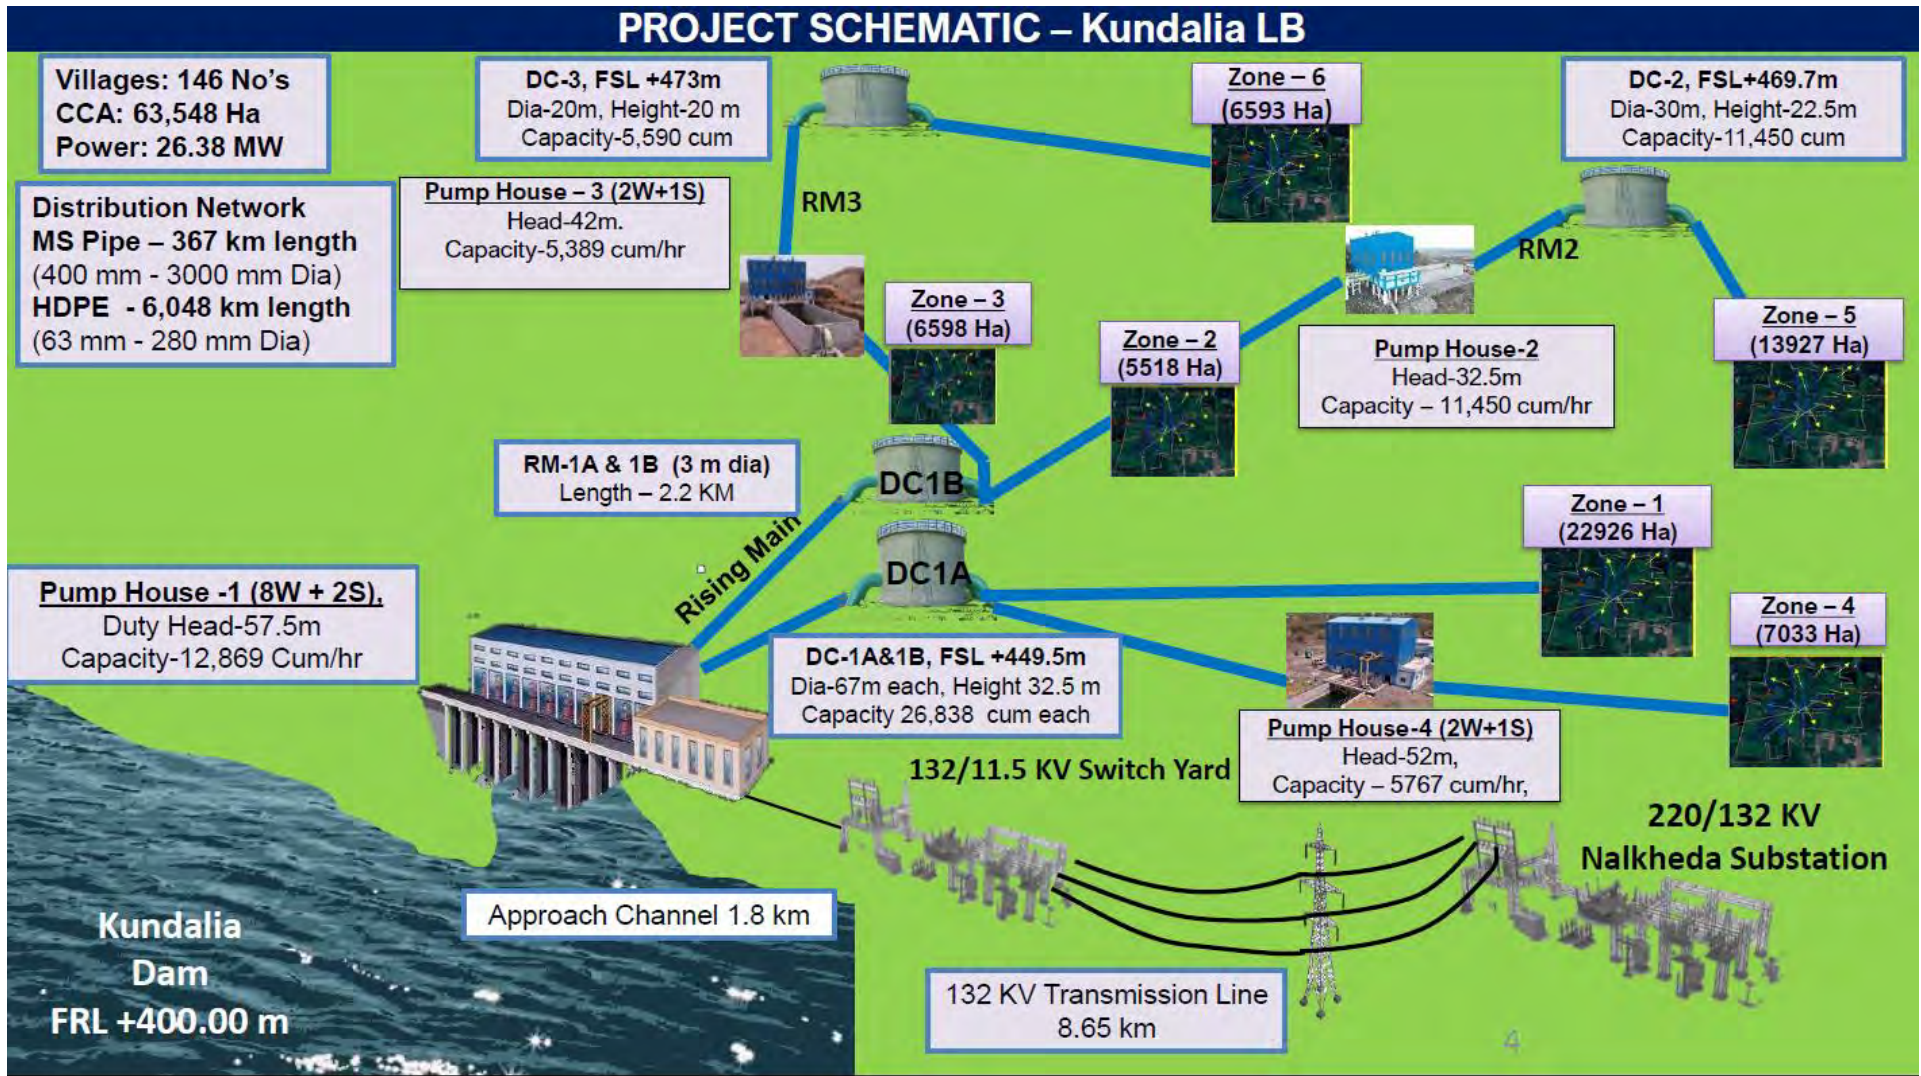 PROJECT SCHEMATIC – Kundalia LB
Villages: 146 No's
CCA: 63,548 Ha
Power: 26.38 MW
DC-3, FSL +473m
Dia-20m, Height-20 m
Capacity-5,590 cum
Zone – 6
(6593 Ha)
DC-2, FSL+469.7m
Dia-30m, Height-22.5m
Capacity-11,450 cum
Distribution Network
MS Pipe – 367 km length
(400 mm - 3000 mm Dia)
HDPE - 6,048 km length
(63 mm - 280 mm Dia)
Pump House – 3 (2W+1S)
Head-42m.
Capacity-5,389 cum/hr
RM3
RM2
Zone – 3
(6598 Ha)
Zone – 2
(5518 Ha)
Pump House-2
Head-32.5m
Capacity – 11,450 cum/hr
Zone – 5
(13927 Ha)
RM-1A & 1B (3 m dia)
Length – 2.2 KM
DC1B
Rising Main
DC1A
Zone – 1
(22926 Ha)
Pump House -1 (8W + 2S),
Duty Head-57.5m
Capacity-12,869 Cum/hr
Zone – 4
(7033 Ha)
DC-1A&1B, FSL +449.5m
Dia-67m each, Height 32.5 m
Capacity 26,838 cum each
Pump House-4 (2W+1S)
Head-52m,
Capacity – 5767 cum/hr,
132/11.5 KV Switch Yard
220/132 KV
Nalkheda Substation
Approach Channel 1.8 km
Kundalia
Dam
FRL +400.00 m
132 KV Transmission Line
8.65 km
4